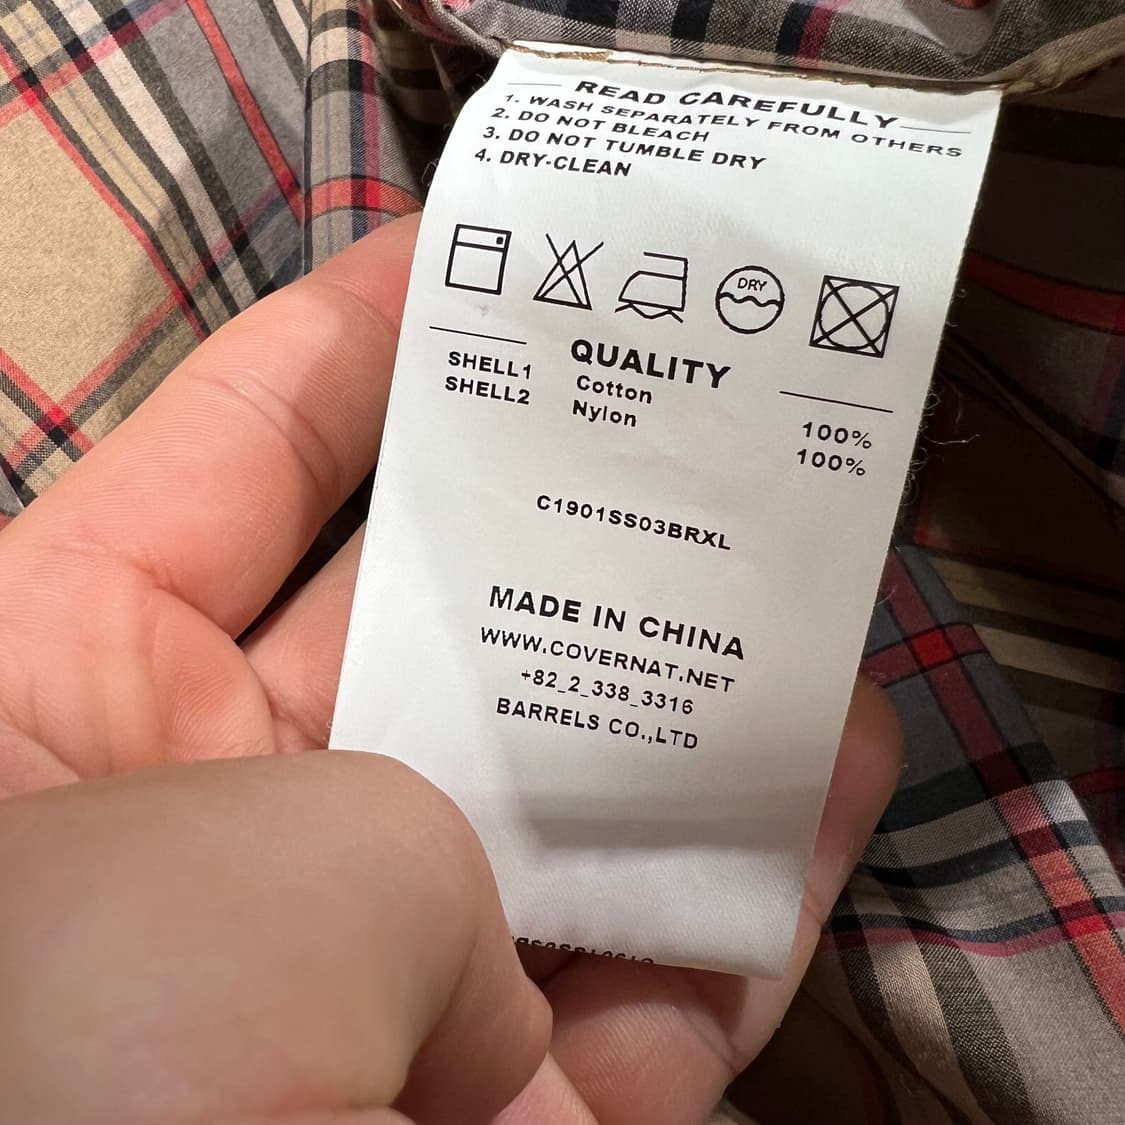 READ CAREFULLY
1. WASH SEPARATELY FROM OTHERS
2. DO NOT BLEACH
3. DO NOT TUMBLE DRY
4. DRY-CLEAN
DRY
QUALITY
SHELL1 Cotton 100%
SHELL2 Nylon 100%
C1901SS03BRXL
MADE IN CHINA
WWW.COVERNAT.NET
+82_2_338_3316
BARRELS CO.,LTD